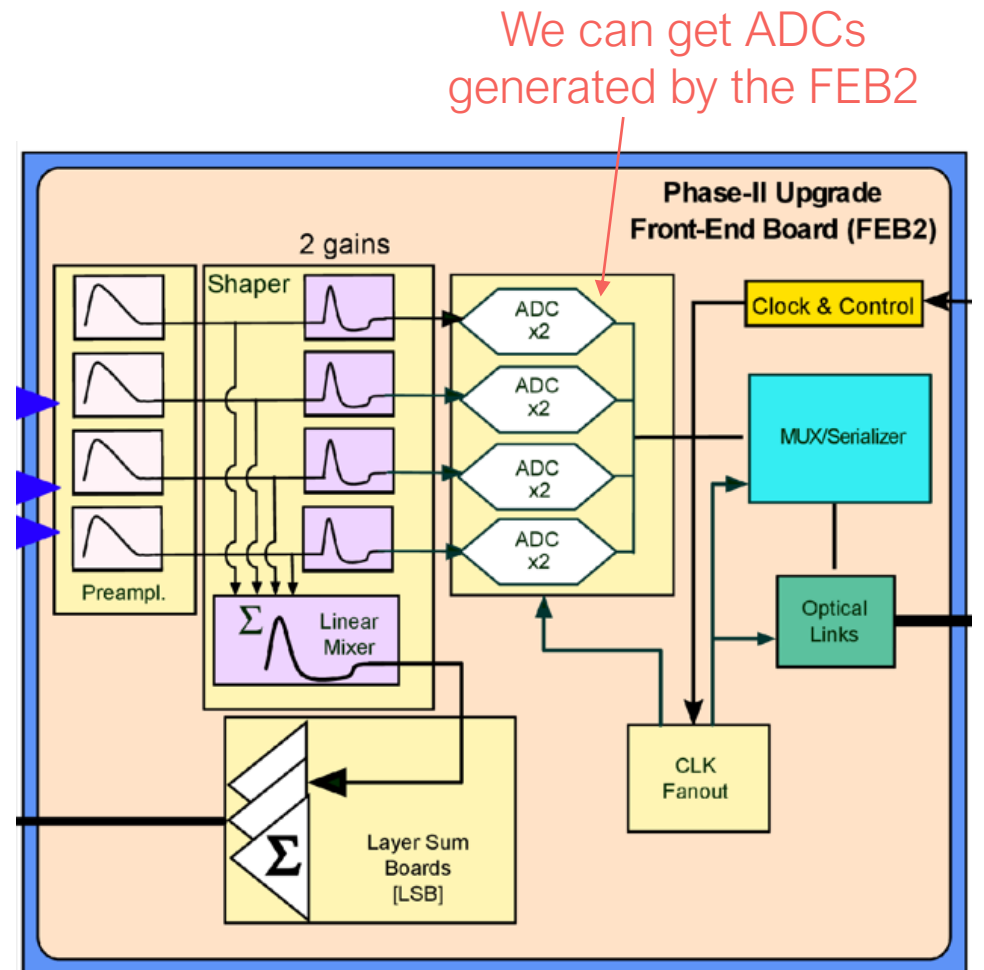 We can get ADCs
generated by the FEB2
Phase-II Upgrade
Front-End Board (FEB2)
2 gains
Shaper
Preampl.
ADC
x2
ADC
x2
ADC
x2
ADC
x2
Clock & Control
MUX/Serializer
Optical
Links
Σ Linear
Mixer
CLK
Fanout
Σ
Layer Sum
Boards
[LSB]